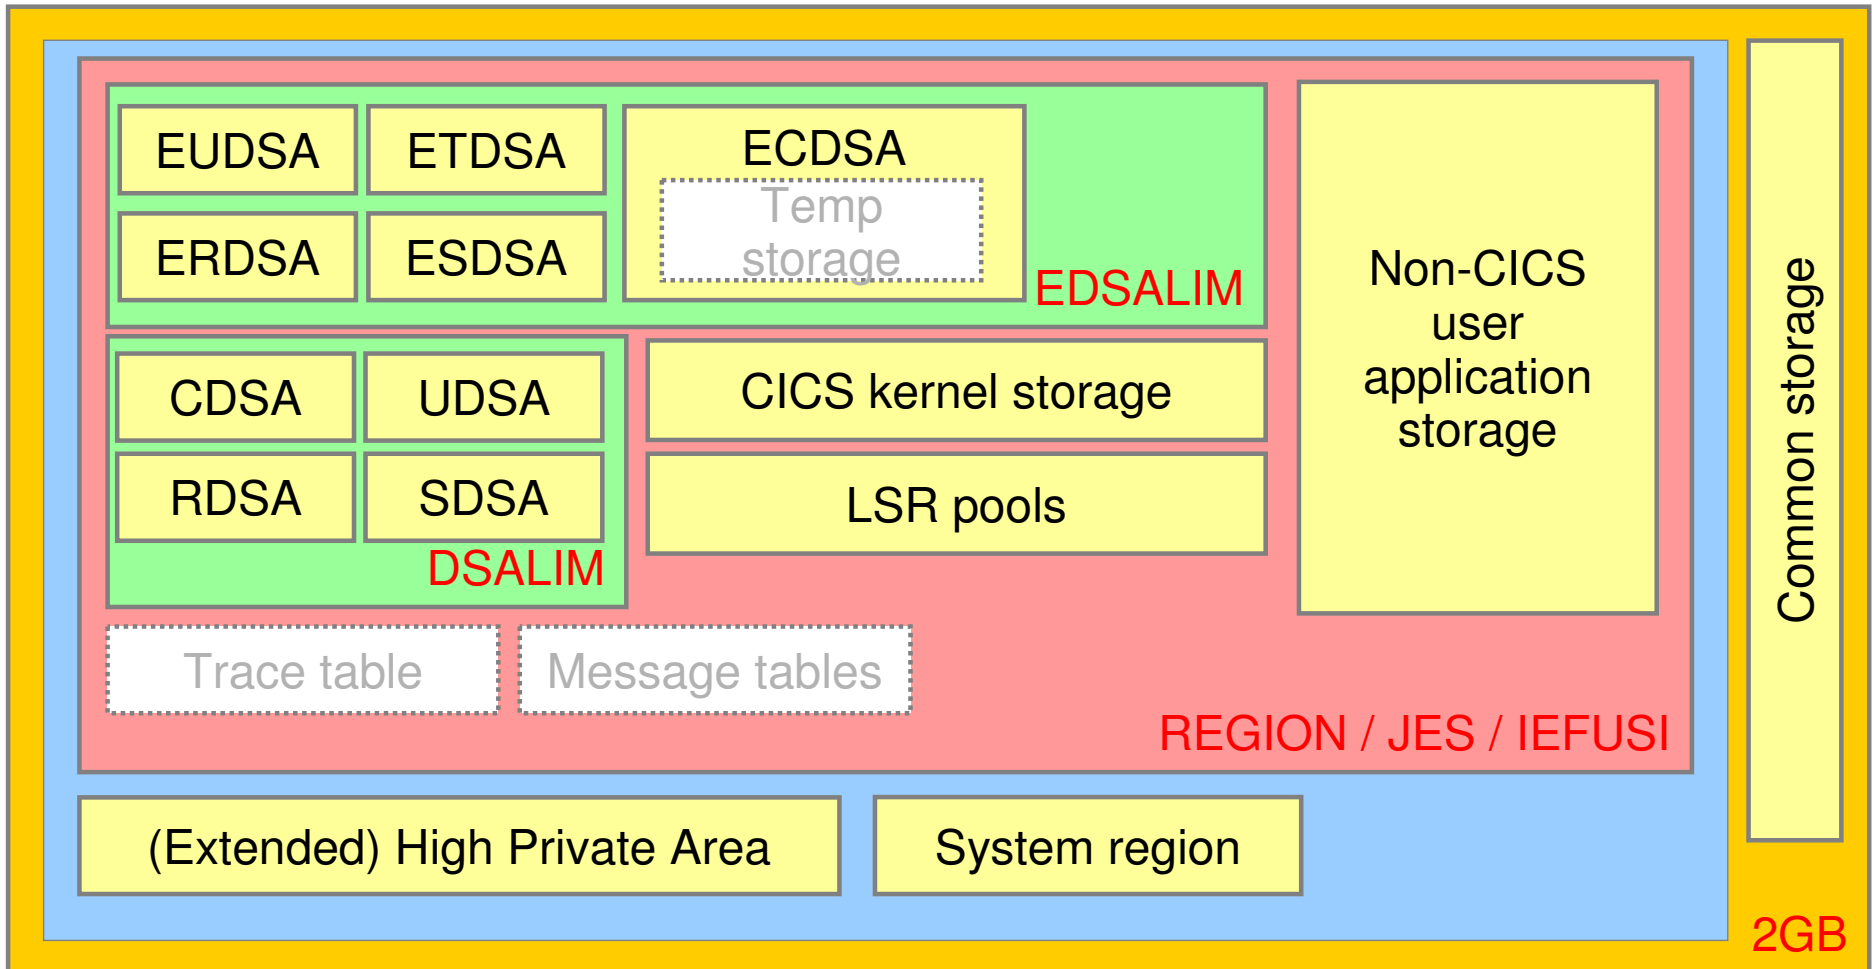 EUDSA
ETDSA
ECDSA
Temp
storage
ERDSA
ESDSA
EDSALIM
Non-CICS
user
application
storage
Common storage
CDSA
UDSA
CICS kernel storage
RDSA
SDSA
LSR pools
DSALIM
Trace table
Message tables
REGION / JES / IEFUSI
(Extended) High Private Area
System region
2GB